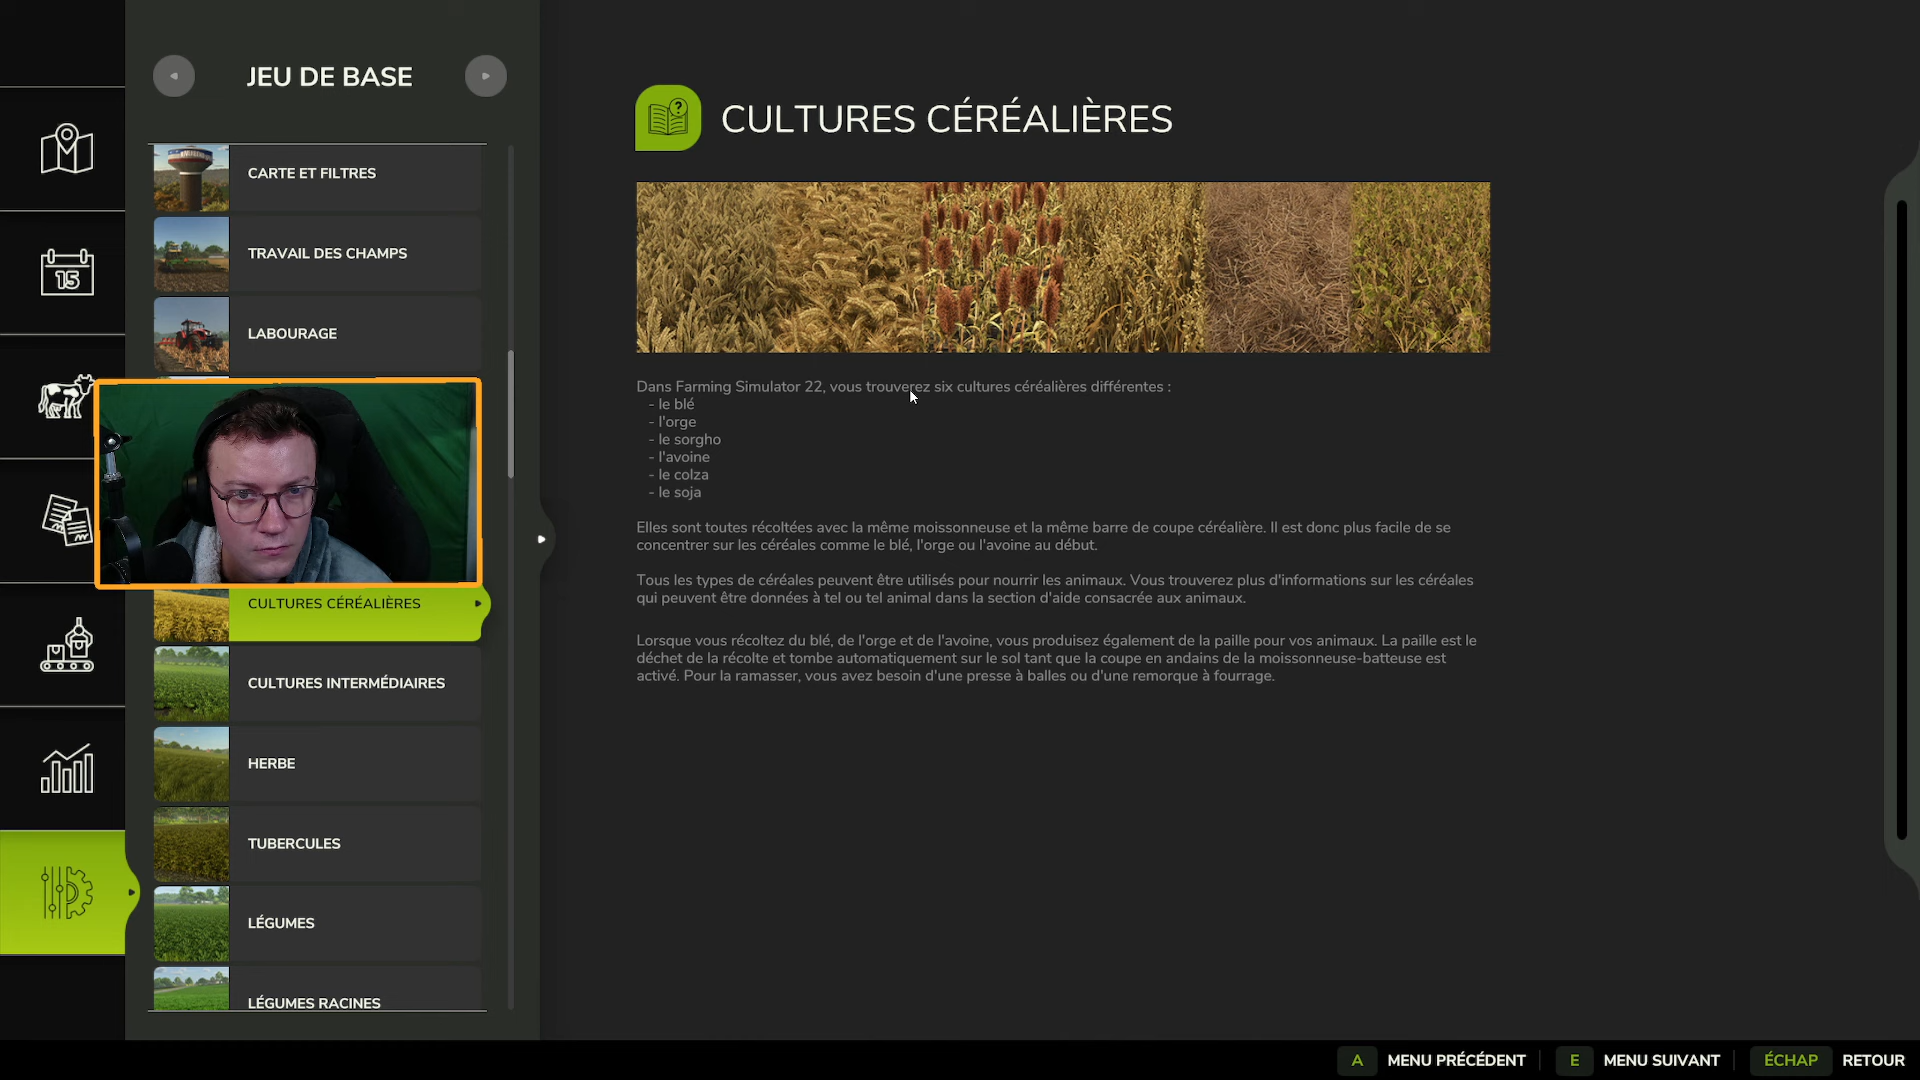 JEU DE BASE
CARTE ET FILTRES
TRAVAIL DES CHAMPS
LABOURAGE
15
CULTURES CÉRÉALIÈRES
CULTURES INTERMÉDIAIRES
HERBE
TUBERCULES
LÉGUMES
LÉGUMES RACINES
?
CULTURES CÉRÉALIÈRES
Dans Farming Simulator 22, vous trouverez six cultures céréalières différentes :
- le blé
- l'orge
- le sorgho
- l'avoine
- le colza
- le soja
Elles sont toutes récoltées avec la même moissonneuse et la même barre de coupe céréalière. Il est donc plus facile de se
concentrer sur les céréales comme le blé, l'orge ou l'avoine au début.
Tous les types de céréales peuvent être utilisés pour nourrir les animaux. Vous trouverez plus d'informations sur les céréales
qui peuvent être données à tel ou tel animal dans la section d'aide consacrée aux animaux.
Lorsque vous récoltez du blé, de l'orge et de l'avoine, vous produisez également de la paille pour vos animaux. La paille est le
déchet de la récolte et tombe automatiquement sur le sol tant que la coupe en andains de la moissonneuse-batteuse est
activé. Pour la ramasser, vous avez besoin d'une presse à balles ou d'une remorque à fourrage.
A MENU PRÉCÉDENT E MENU SUIVANT ÉCHAP RETOUR